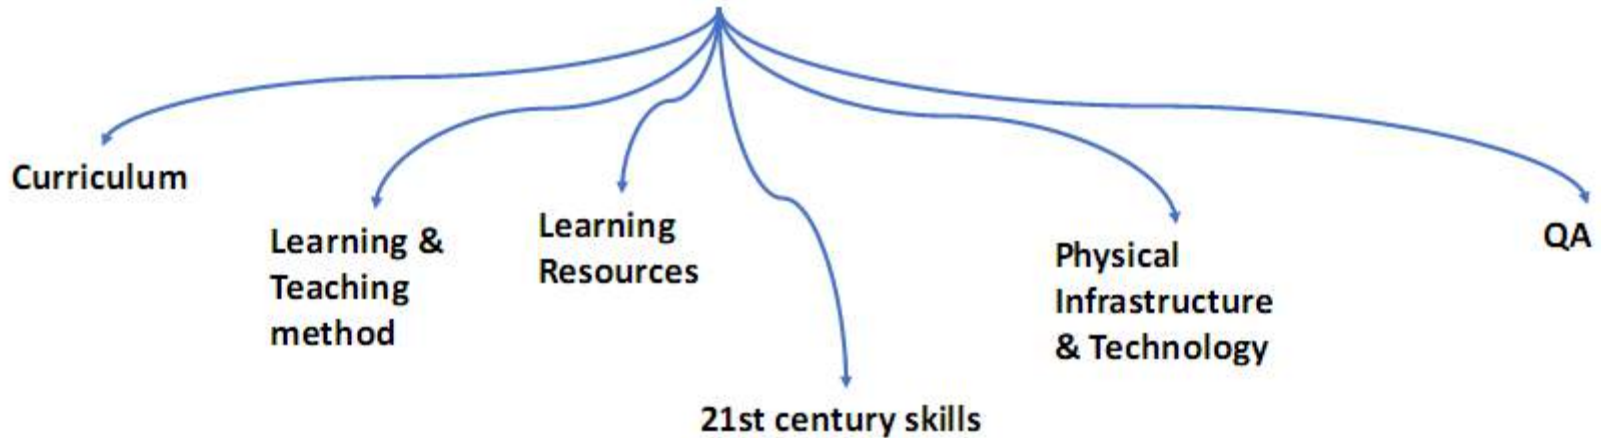 Curriculum
Learning &
Teaching
method
Learning
Resources
21st century skills
Physical
Infrastructure
& Technology
QA